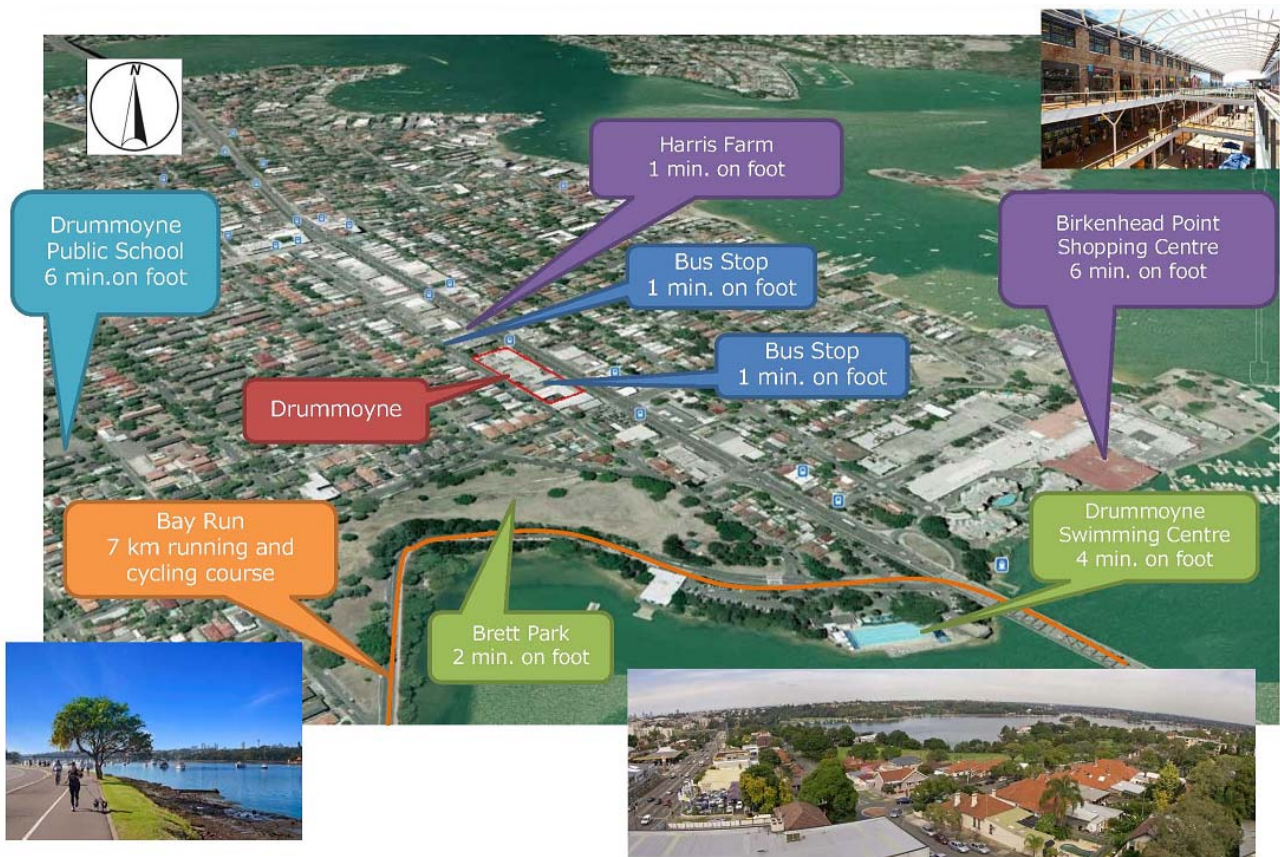 N
Harris Farm
1 min. on foot
Drummoyne
Public School
6 min.on foot
Birkenhead Point
Shopping Centre
6 min. on foot
Bus Stop
1 min. on foot
Bus Stop
1 min. on foot
Drummoyne
Bay Run
7 km running and
cycling course
Drummoyne
Swimming Centre
4 min. on foot
Brett Park
2 min. on foot